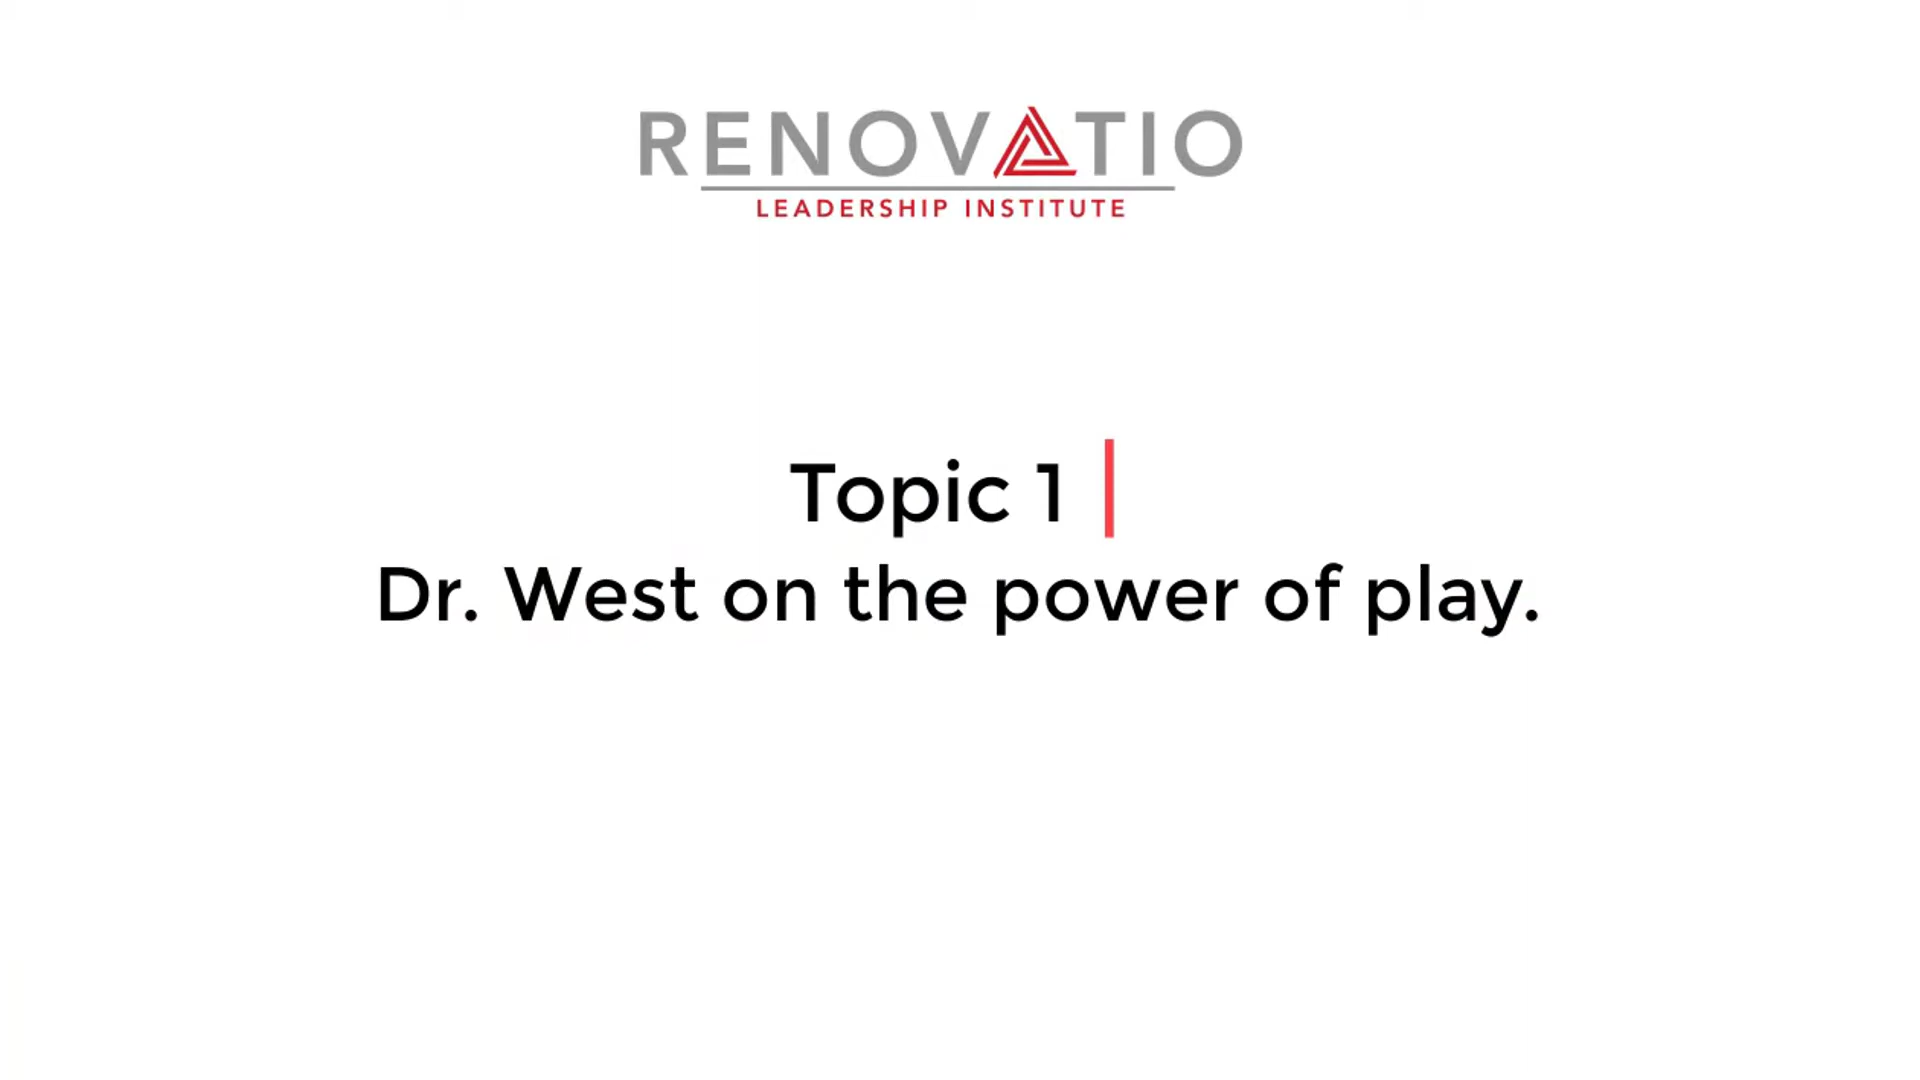 RENOVATIO
LEADERSHIP INSTITUTE
Topic 1 |
Dr. West on the power of play.